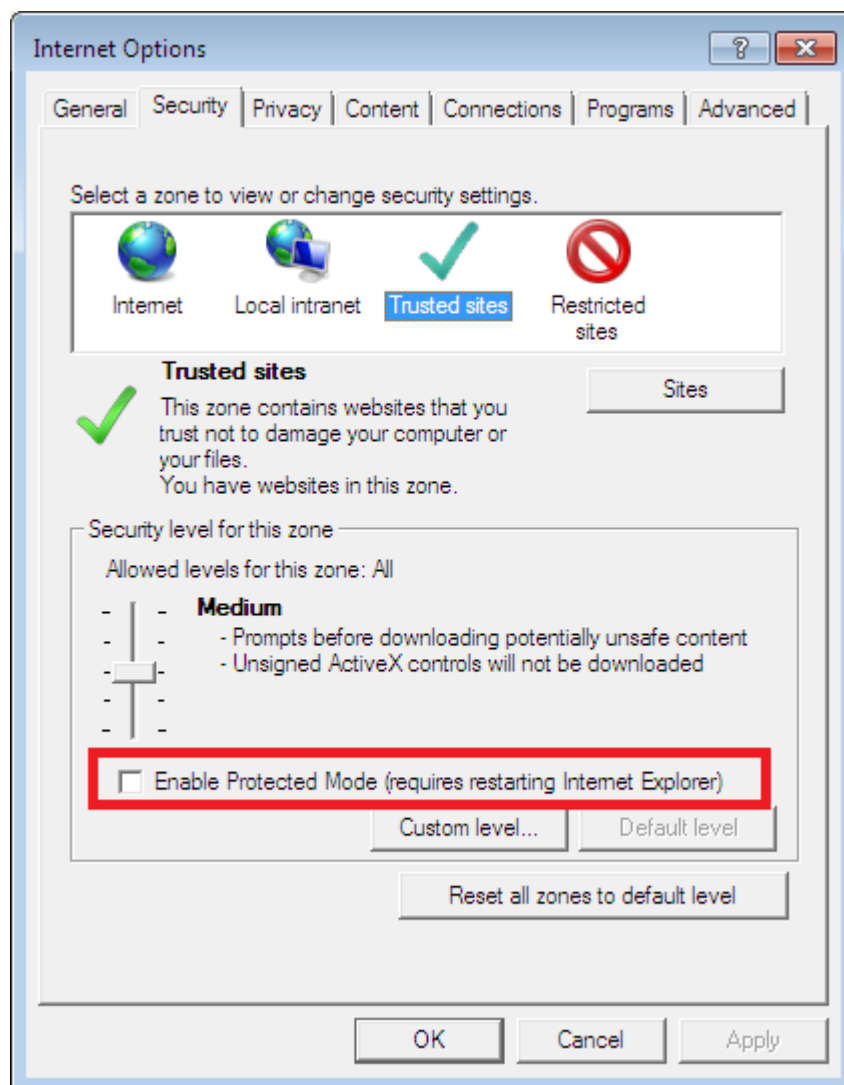 Internet Options
General Security Privacy Content Connections Programs Advanced
Select a zone to view or change security settings.
Internet Local intranet Trusted sites Restricted
sites
Trusted sites
Sites
This zone contains websites that you
trust not to damage your computer or
your files.
You have websites in this zone.
Security level for this zone
Allowed levels for this zone: All
Medium
- Prompts before downloading potentially unsafe content
- Unsigned ActiveX controls will not be downloaded
Enable Protected Mode (requires restarting Internet Explorer)
Custom level... Default level
Reset all zones to default level
OK Cancel Apply